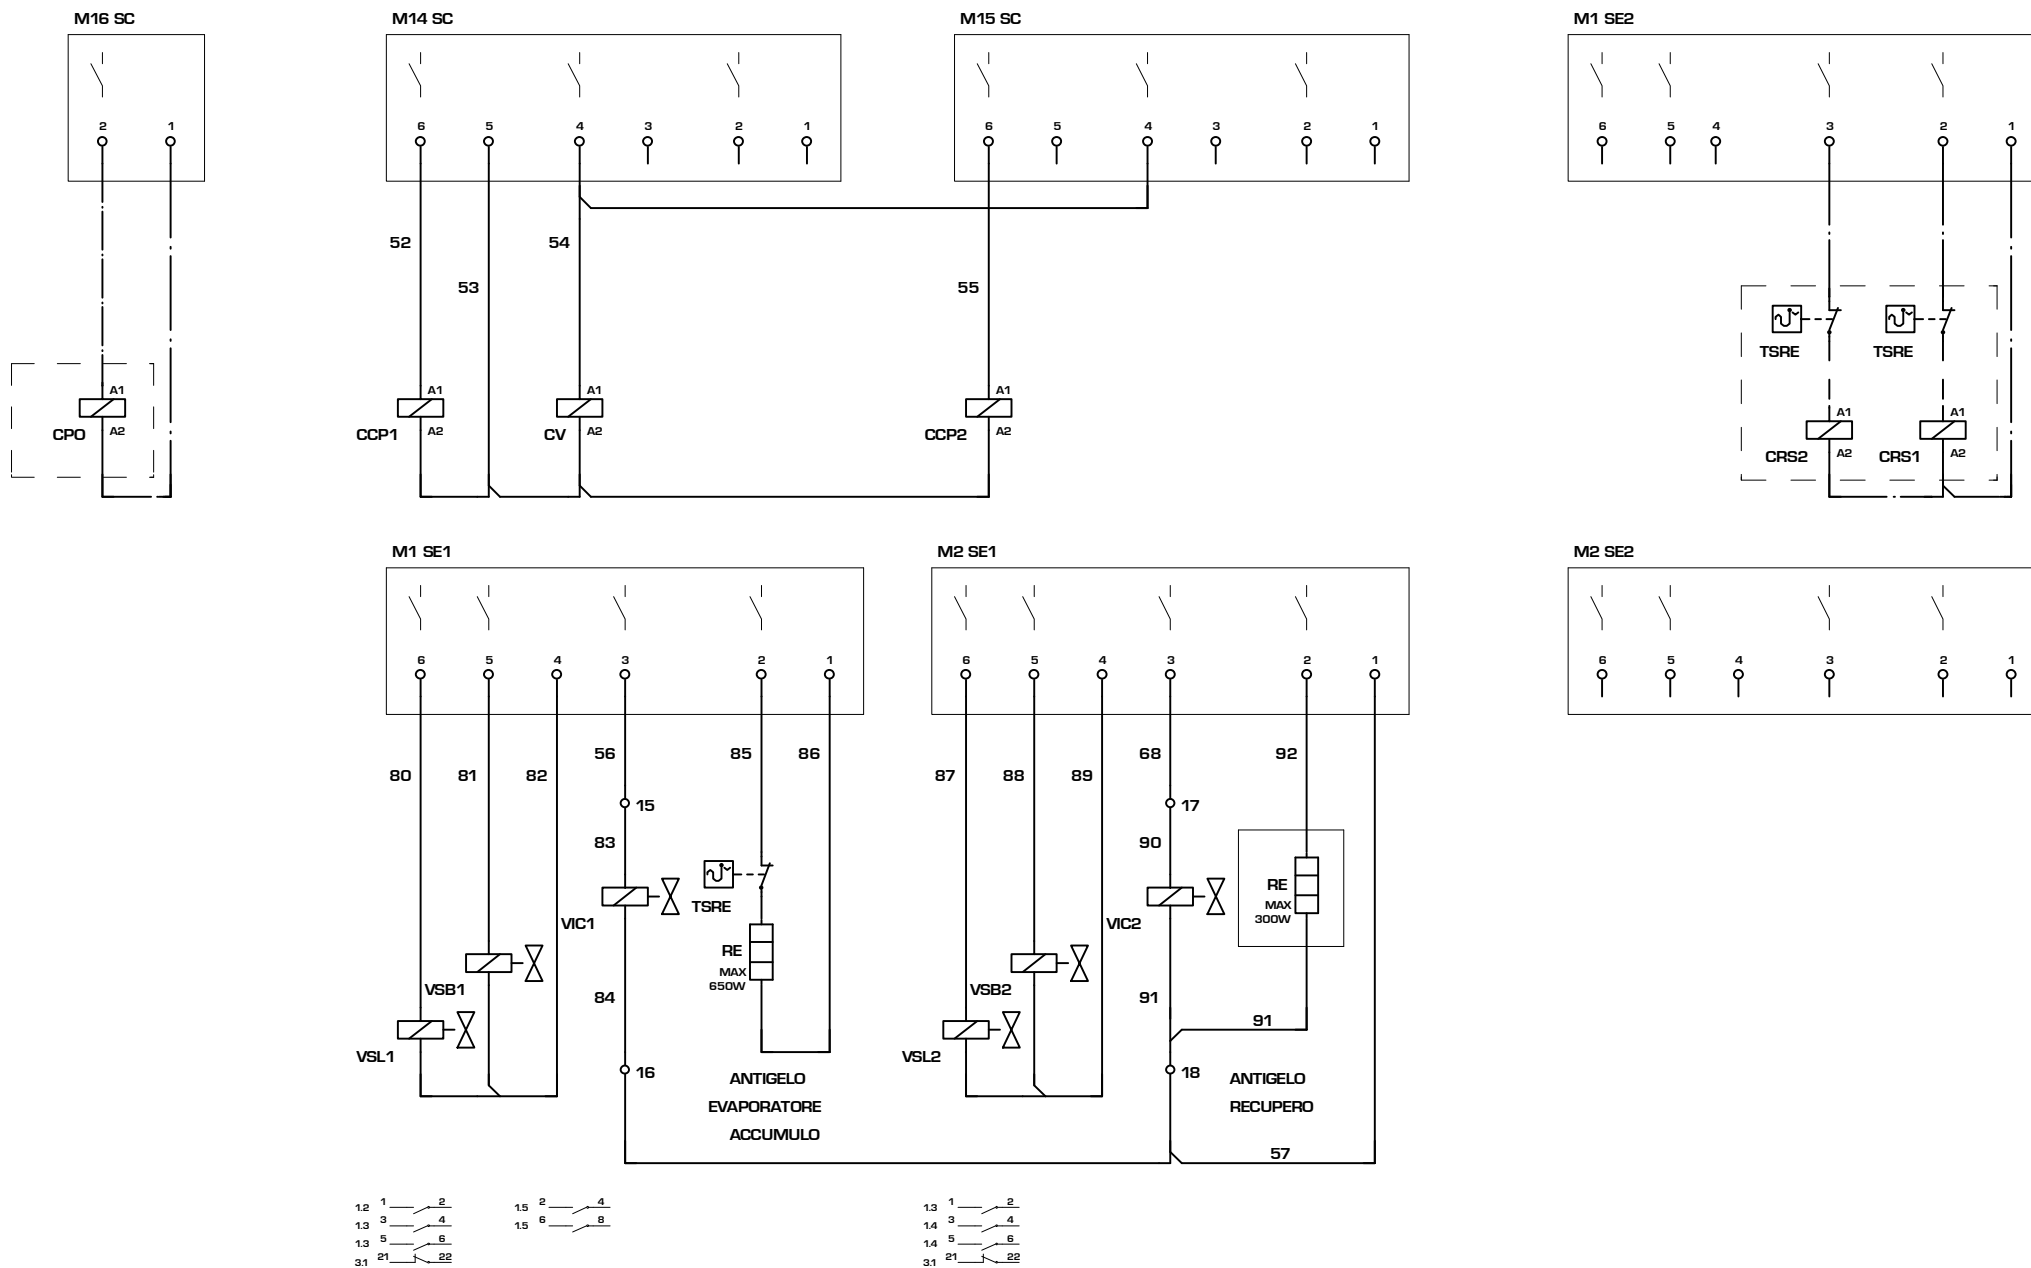 M16 SC
M14 SC
M15 SC
M1 SE2
2 1
6 5 4 3 2 1
6 5 4 3 2 1
6 5 4 3 2 1
52
54
53
55
TSRE
TSRE
A1
A2
CPO
A1
A2
CCP1
A1
A2
CV
A1
A2
CCP2
A1
A2
CRS2
A1
A2
CRS1
M1 SE1
M2 SE1
M2 SE2
6 5 4 3 2 1
6 5 4 3 2 1
6 5 4 3 2 1
56
85
86
68
92
80
81
82
87
88
89
15
17
83
90
TSRE
VIC1
VIC2
RE
MAX
300W
RE
MAX
650W
VSB1
VSB2
84
91
91
VSL1
VSL2
16
18
ANTIGELO
EVAPORATORE
ACCUMULO
ANTIGELO
RECUPERO
57
1.2 1 2
1.3 3 4
1.3 5 6
3.1 21 22
1.5 2 4
1.5 6 8
1.3 1 2
1.4 3 4
1.4 5 6
3.1 21 22